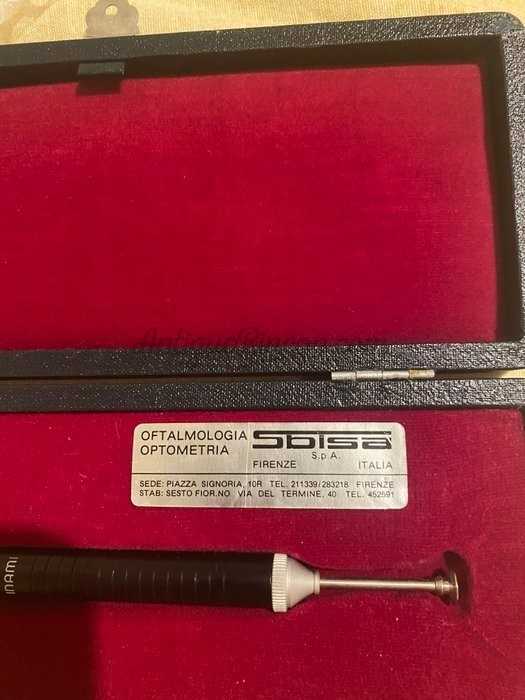 OFTALMOLOGIA SBISA
OPTOMETRIA S.p.A.
FIRENZE ITALIA
SEDE: PIAZZA SIGNORIA, 10R TEL. 211339/283218 FIRENZE
STAB: SESTO FIOR.NO VIA DEL TERMINE, 40 TEL. 452591